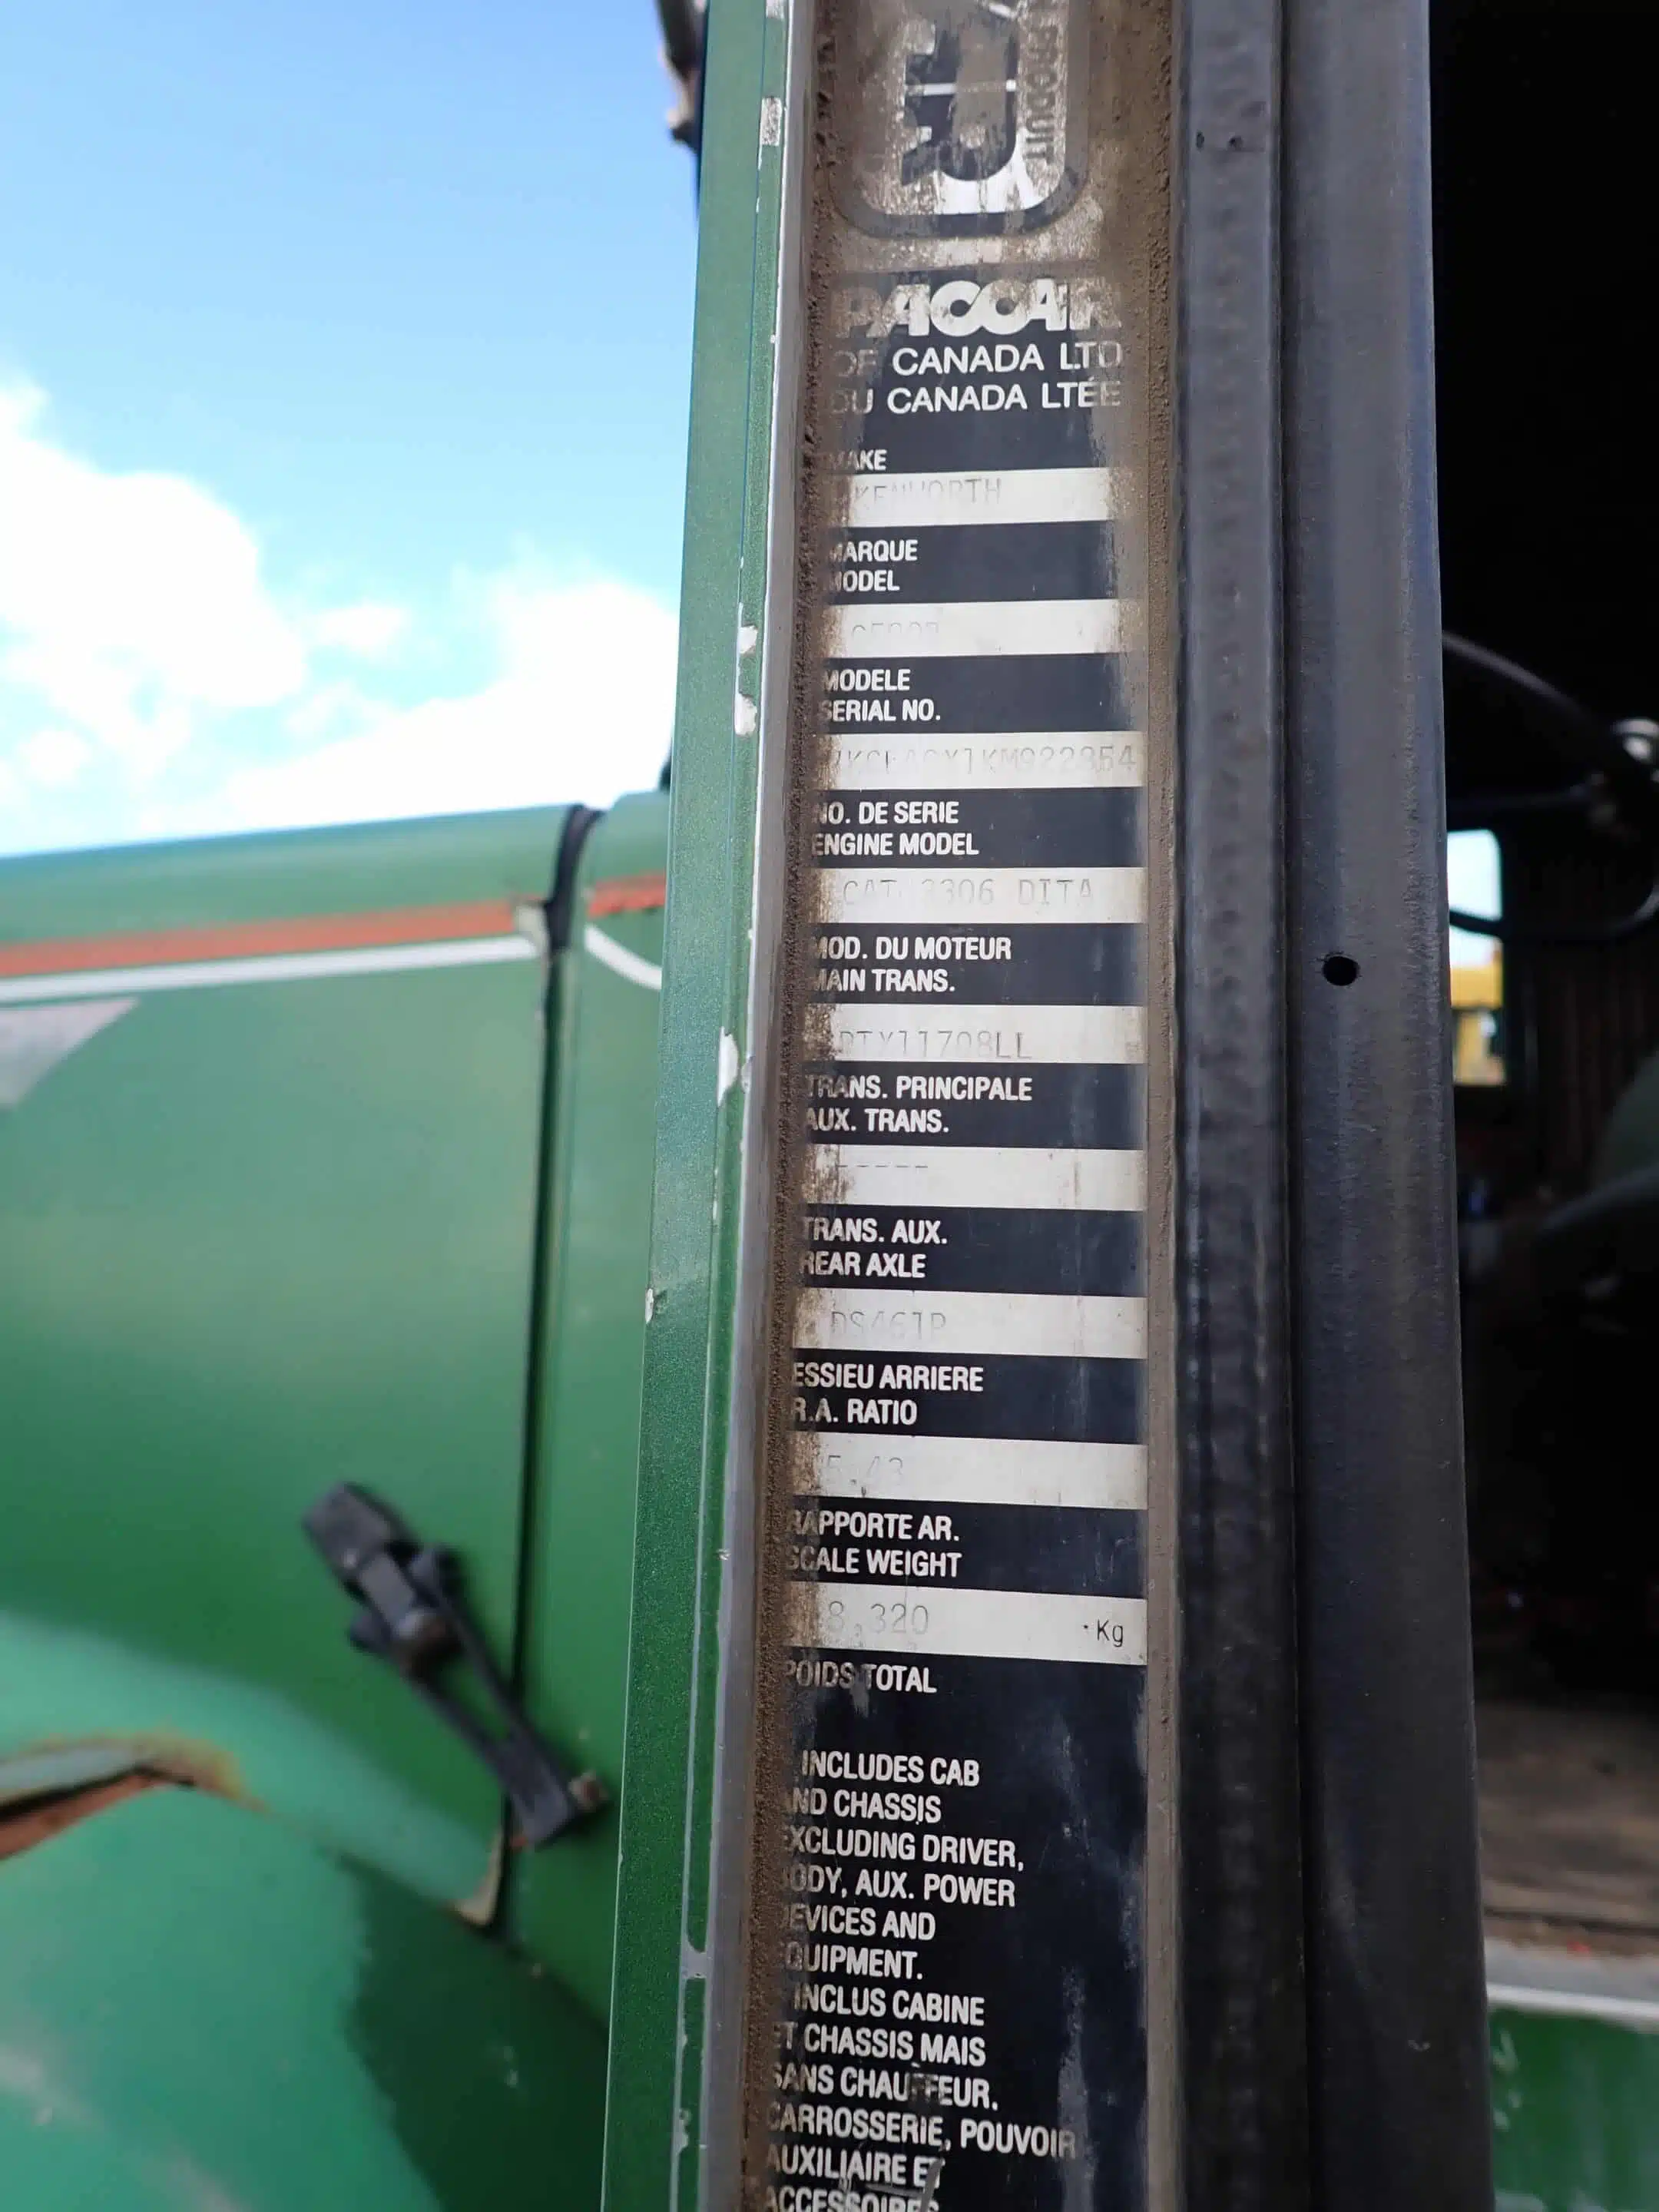 PRODUIT
PACCAR
OF CANADA LTD
DU CANADA LTÉE
MAKE
KENWORTH
MARQUE
MODEL
MODELE
SERIAL NO.
NO. DE SERIE
ENGINE MODEL
CAT 3306 DITA
MOD. DU MOTEUR
MAIN TRANS.
RTX11708LL
TRANS. PRINCIPALE
AUX. TRANS.
-----
TRANS. AUX.
REAR AXLE
DS461P
ESSIEU ARRIERE
R.A. RATIO
5.43
RAPPORTE AR.
SCALE WEIGHT
8,320 ·Kg
POIDS TOTAL
INCLUDES CAB
AND CHASSIS
EXCLUDING DRIVER,
BODY, AUX. POWER
DEVICES AND
EQUIPMENT.
INCLUS CABINE
ET CHASSIS MAIS
SANS CHAUFFEUR.
CARROSSERIE, POUVOIR
AUXILIAIRE ET
ACCESSOIRES